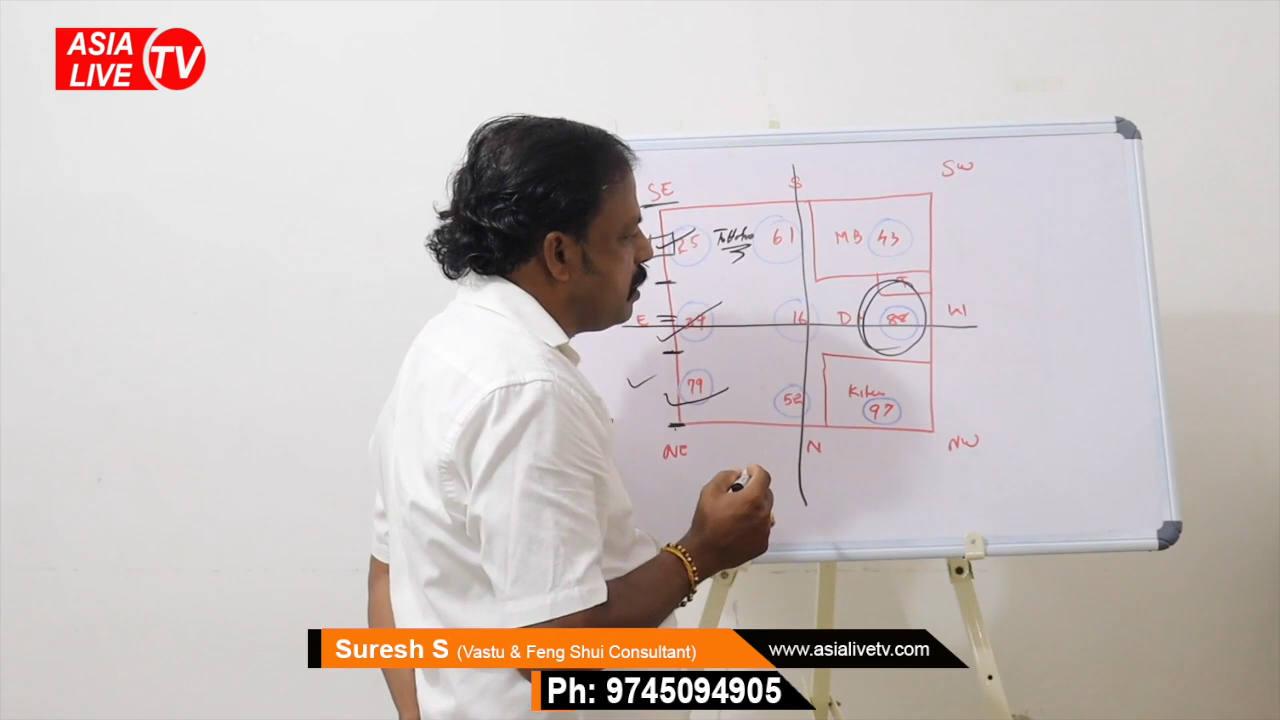 ASIA
LIVE
TV
SE
S
SW
25
61
MB 43
E
16
D
88
W
79
52
97
NE
N
NW
Suresh S (Vastu & Feng Shui Consultant)
www.asialivetv.com
Ph: 9745094905